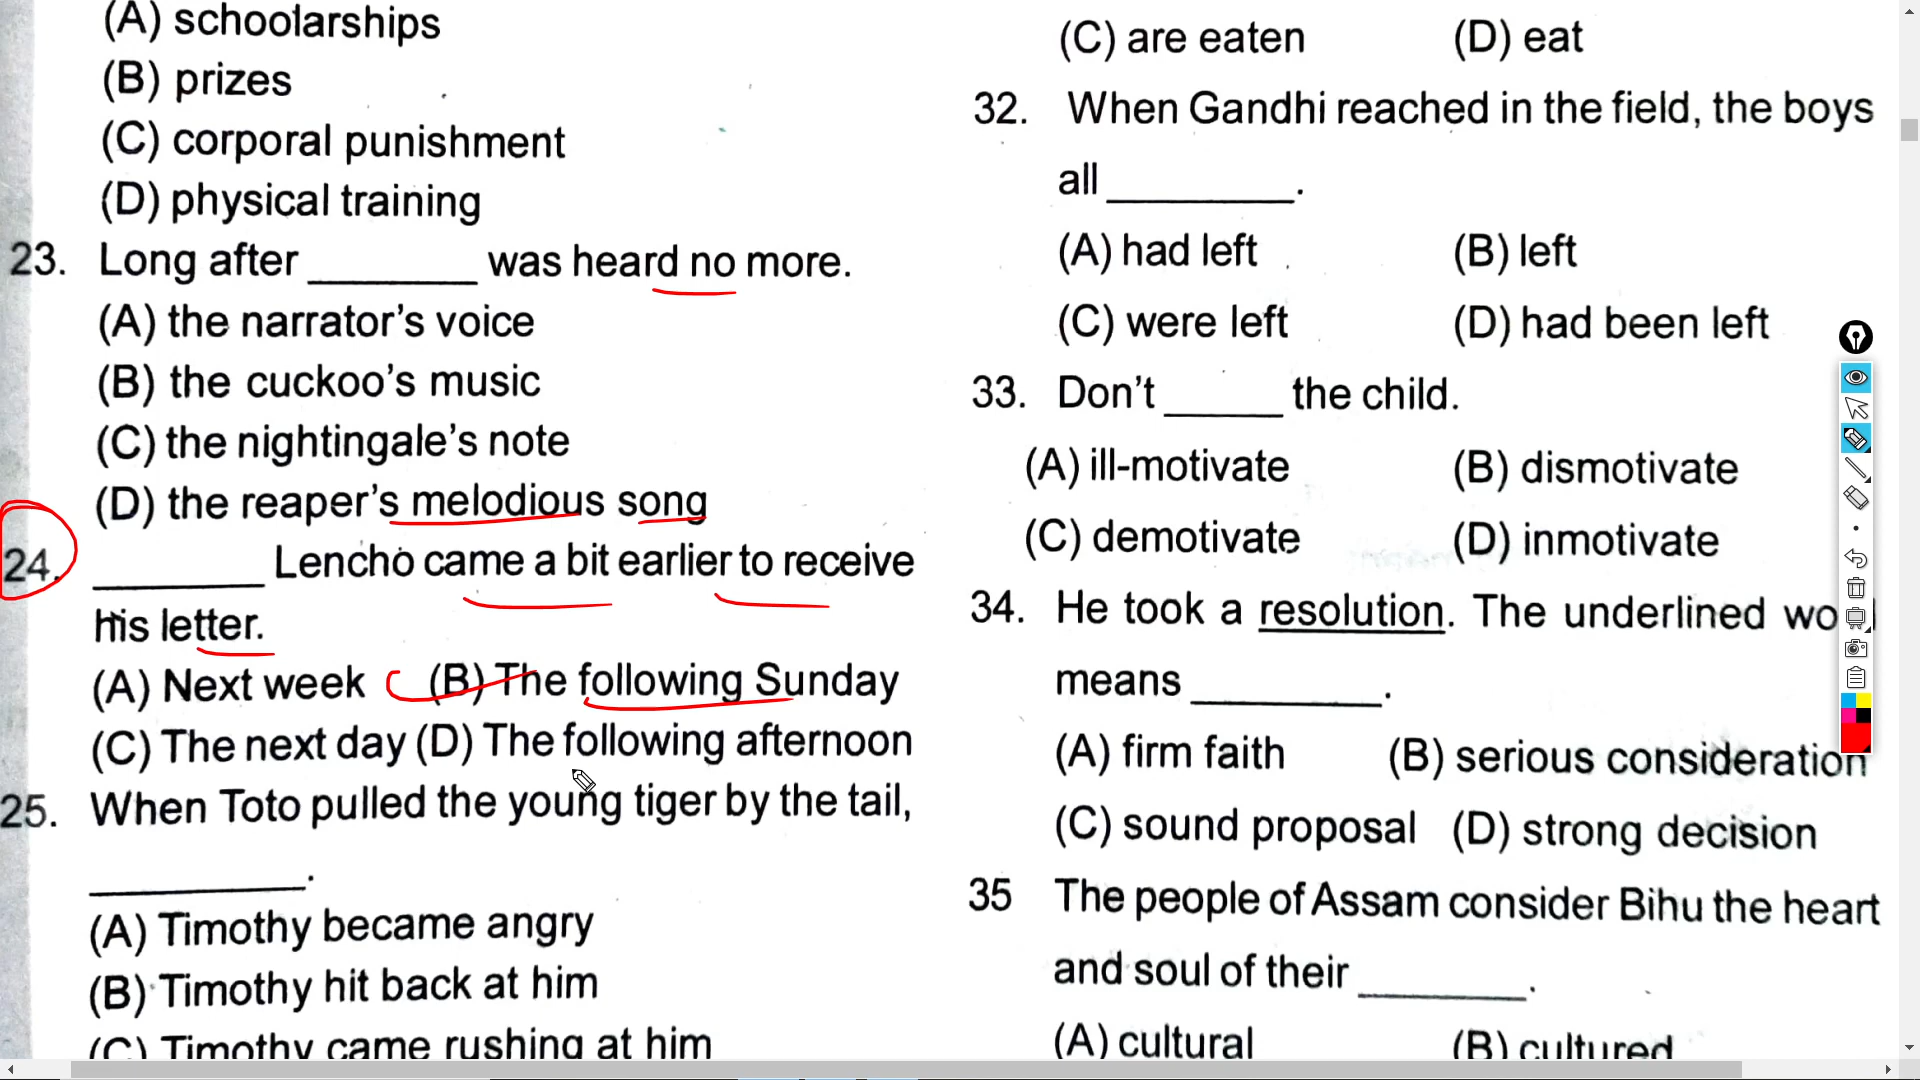 (A) schoolarships
(B) prizes
(C) corporal punishment
(D) physical training
23. Long after ________ was heard no more.
(A) the narrator's voice
(B) the cuckoo's music
(C) the nightingale's note
(D) the reaper's melodious song
24. ________ Lencho came a bit earlier to receive
his letter.
(A) Next week (B) The following Sunday
(C) The next day (D) The following afternoon
25. When Toto pulled the young tiger by the tail,
__________.
(A) Timothy became angry
(B) Timothy hit back at him
(C) Timothy came rushing at him
(C) are eaten (D) eat
32. When Gandhi reached in the field, the boys
all _________.
(A) had left (B) left
(C) were left (D) had been left
33. Don't ______ the child.
(A) ill-motivate (B) dismotivate
(C) demotivate (D) inmotivate
34. He took a resolution. The underlined
means _________.
(A) firm faith (B) serious consideration
(C) sound proposal (D) strong decision
35 The people of Assam consider Bihu the heart
and soul of their ________.
(A) cultural (B) cultured